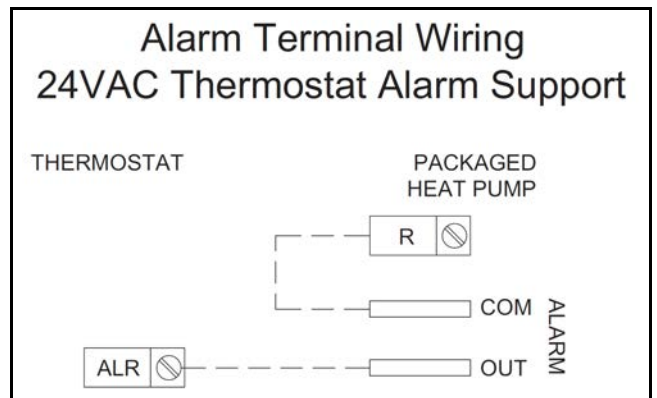 Alarm Terminal Wiring
24VAC Thermostat Alarm Support
THERMOSTAT
PACKAGED
HEAT PUMP
R
COM
ALARM
ALR
OUT